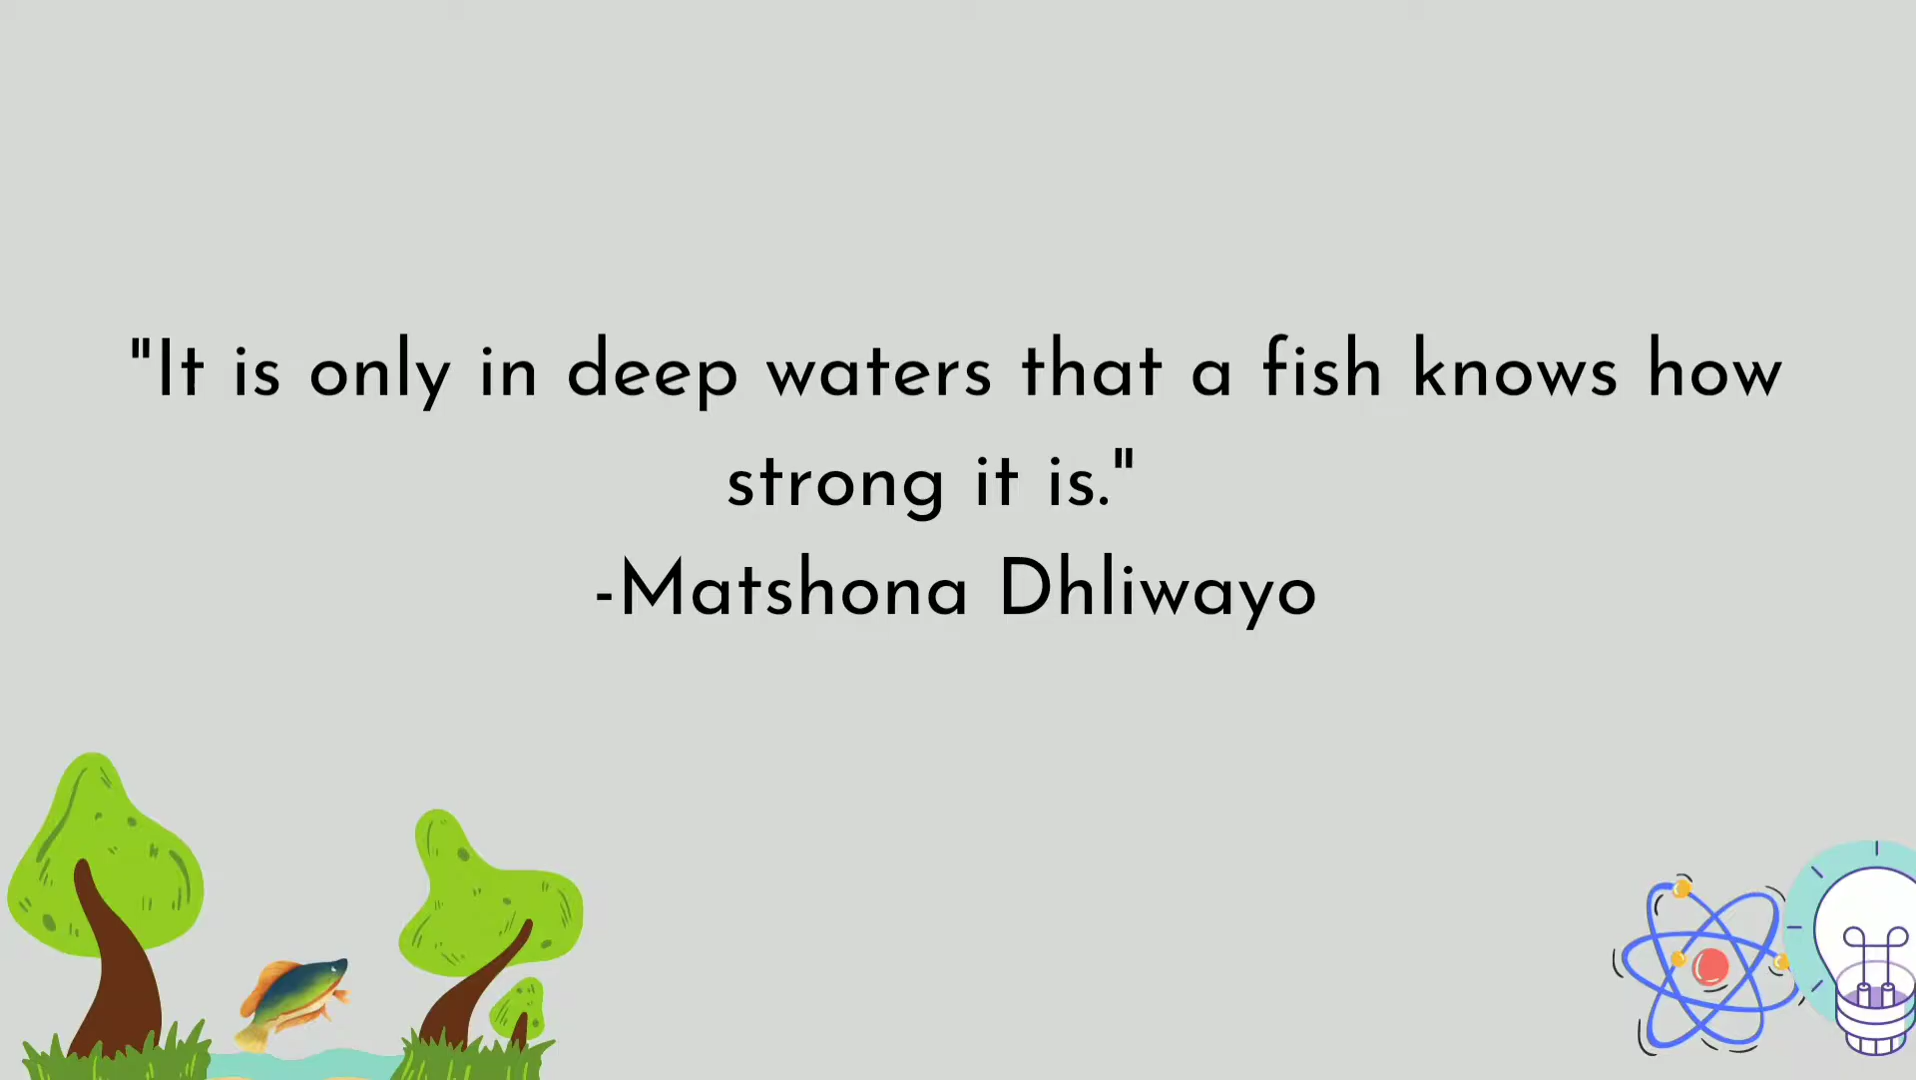 "It is only in deep waters that a fish knows how
strong it is."
-Matshona Dhliwayo